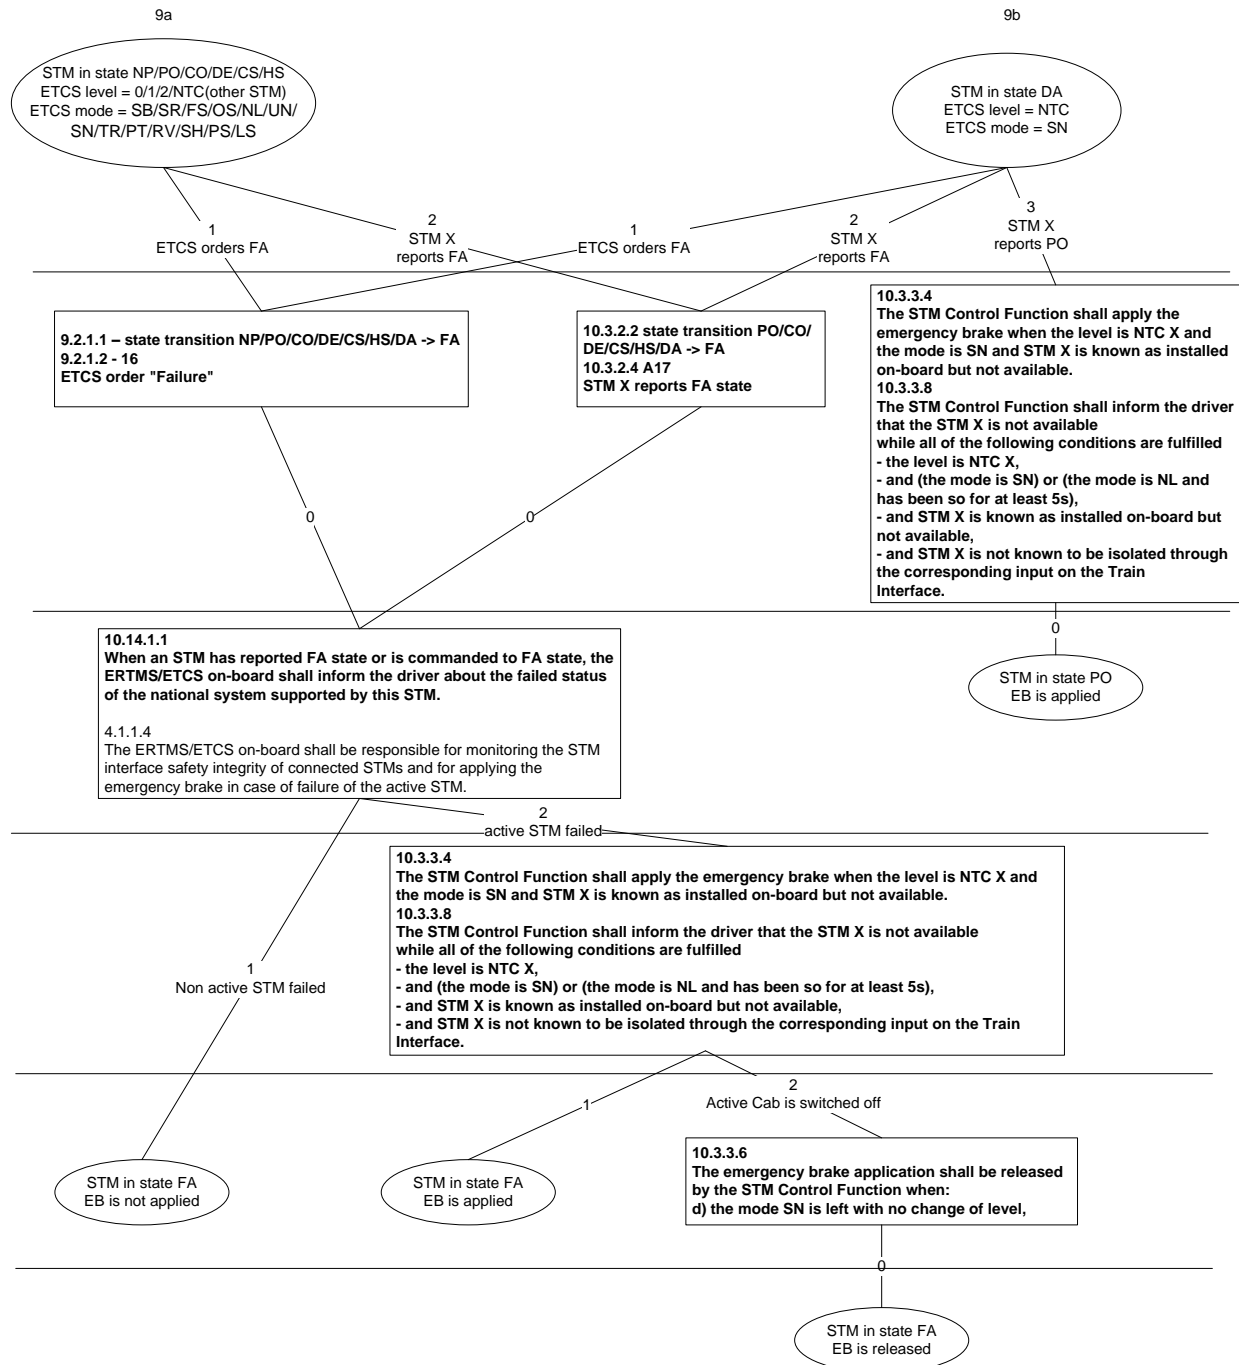 9a
9b
STM in state NP/PO/CO/DE/CS/HS
ETCS level = 0/1/2/NTC(other STM)
ETCS mode = SB/SR/FS/OS/NL/UN/
SN/TR/PT/RV/SH/PS/LS
STM in state DA
ETCS level = NTC
ETCS mode = SN
1
ETCS orders FA
2
STM X
reports FA
1
ETCS orders FA
2
STM X
reports FA
3
STM X
reports PO
9.2.1.1 – state transition NP/PO/CO/DE/CS/HS/DA -> FA
9.2.1.2 - 16
ETCS order "Failure"
10.3.2.2 state transition PO/CO/
DE/CS/HS/DA -> FA
10.3.2.4 A17
STM X reports FA state
10.3.3.4
The STM Control Function shall apply the
emergency brake when the level is NTC X and
the mode is SN and STM X is known as installed
on-board but not available.
10.3.3.8
The STM Control Function shall inform the driver
that the STM X is not available
while all of the following conditions are fulfilled
- the level is NTC X,
- and (the mode is SN) or (the mode is NL and
has been so for at least 5s),
- and STM X is known as installed on-board but
not available,
- and STM X is not known to be isolated through
the corresponding input on the Train
Interface.
0
0
0
10.14.1.1
When an STM has reported FA state or is commanded to FA state, the
ERTMS/ETCS on-board shall inform the driver about the failed status
of the national system supported by this STM.
4.1.1.4
The ERTMS/ETCS on-board shall be responsible for monitoring the STM
interface safety integrity of connected STMs and for applying the
emergency brake in case of failure of the active STM.
STM in state PO
EB is applied
2
active STM failed
10.3.3.4
The STM Control Function shall apply the emergency brake when the level is NTC X and
the mode is SN and STM X is known as installed on-board but not available.
10.3.3.8
The STM Control Function shall inform the driver that the STM X is not available
while all of the following conditions are fulfilled
- the level is NTC X,
- and (the mode is SN) or (the mode is NL and has been so for at least 5s),
- and STM X is known as installed on-board but not available,
- and STM X is not known to be isolated through the corresponding input on the Train
Interface.
1
Non active STM failed
1
2
Active Cab is switched off
STM in state FA
EB is not applied
STM in state FA
EB is applied
10.3.3.6
The emergency brake application shall be released
by the STM Control Function when:
d) the mode SN is left with no change of level,
0
STM in state FA
EB is released